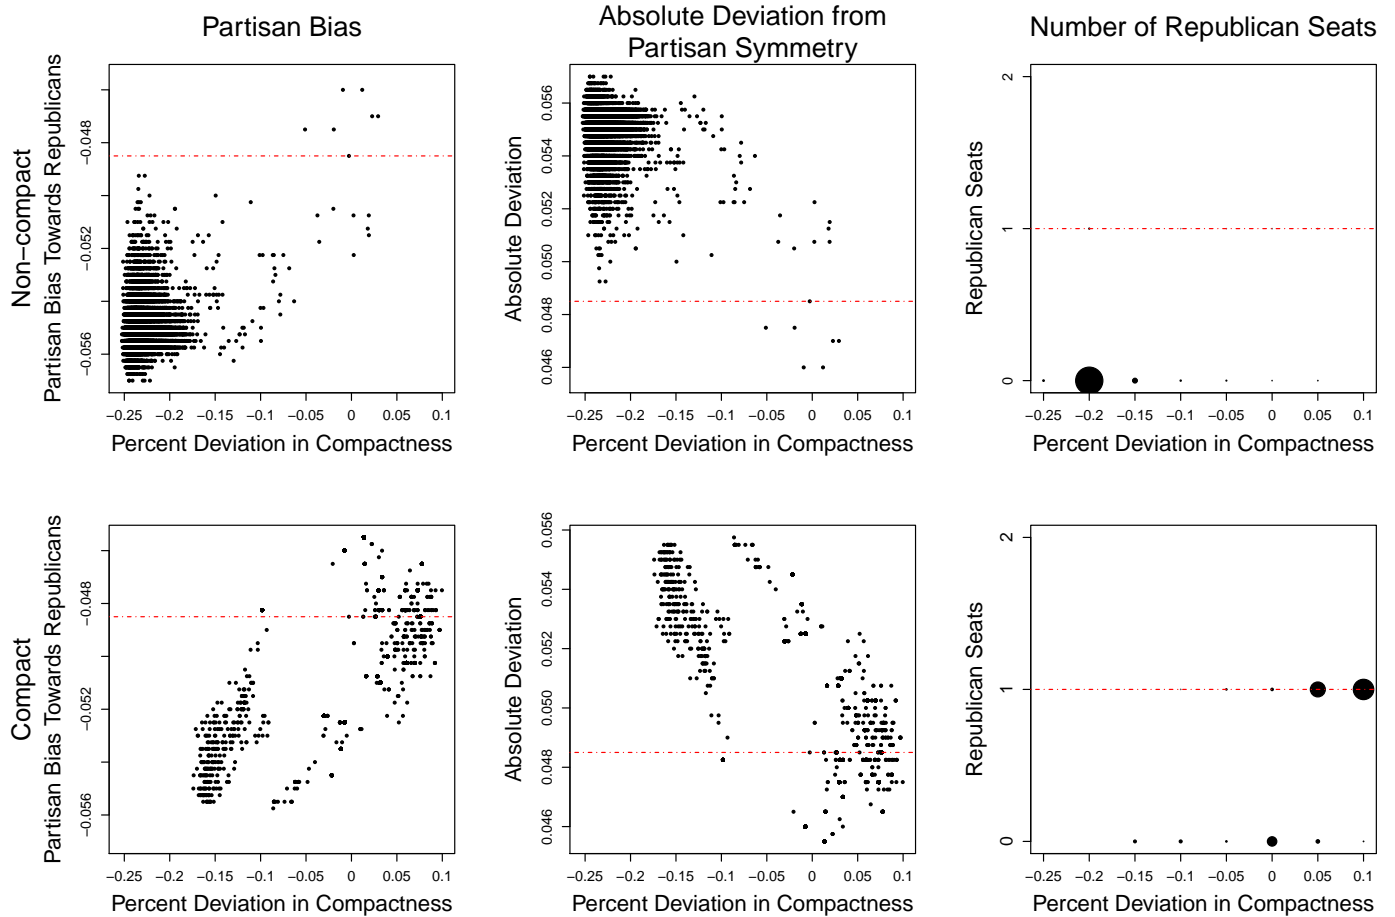 Partisan Bias
Absolute Deviation from
Partisan Symmetry
Number of Republican Seats
Non−compact
Partisan Bias Towards Republicans
−0.048
−0.052
−0.056
−0.25 −0.2 −0.15 −0.1 −0.05 0 0.05 0.1
Percent Deviation in Compactness
Absolute Deviation
0.056
0.054
0.052
0.050
0.048
0.046
−0.25 −0.2 −0.15 −0.1 −0.05 0 0.05 0.1
Percent Deviation in Compactness
Republican Seats
2
1
0
−0.25 −0.2 −0.15 −0.1 −0.05 0 0.05 0.1
Percent Deviation in Compactness
Compact
Partisan Bias Towards Republicans
−0.048
−0.052
−0.056
−0.25 −0.2 −0.15 −0.1 −0.05 0 0.05 0.1
Percent Deviation in Compactness
Absolute Deviation
0.056
0.054
0.052
0.050
0.048
0.046
−0.25 −0.2 −0.15 −0.1 −0.05 0 0.05 0.1
Percent Deviation in Compactness
Republican Seats
2
1
0
−0.25 −0.2 −0.15 −0.1 −0.05 0 0.05 0.1
Percent Deviation in Compactness